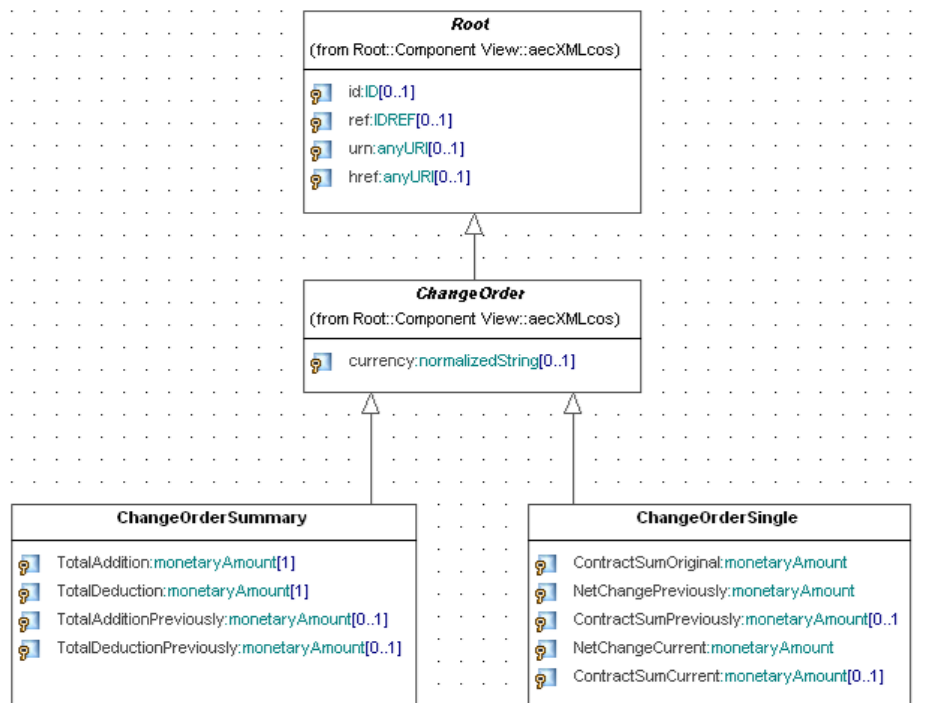 Root
(from Root::Component View::aecXMLcos)
id:ID[0..1]
ref:IDREF[0..1]
urn:anyURI[0..1]
href:anyURI[0..1]
ChangeOrder
(from Root::Component View::aecXMLcos)
currency:normalizedString[0..1]
ChangeOrderSummary
TotalAddition:monetaryAmount[1]
TotalDeduction:monetaryAmount[1]
TotalAdditionPreviously:monetaryAmount[0..1]
TotalDeductionPreviously:monetaryAmount[0..1]
ChangeOrderSingle
ContractSumOriginal:monetaryAmount
NetChangePreviously:monetaryAmount
ContractSumPreviously:monetaryAmount[0..1
NetChangeCurrent:monetaryAmount
ContractSumCurrent:monetaryAmount[0..1]